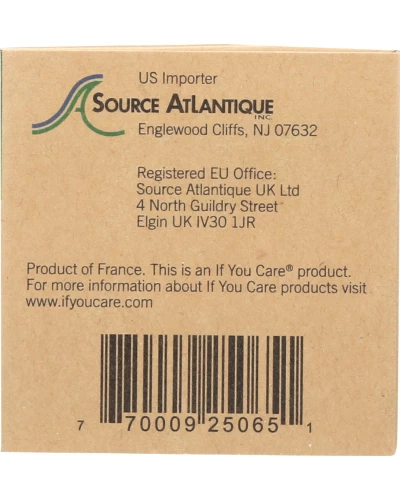 US Importer
SOURCE ATLANTIQUE
INC.
Englewood Cliffs, NJ 07632
Registered EU Office:
Source Atlantique UK Ltd
4 North Guildry Street
Elgin UK IV30 1JR
Product of France. This is an If You Care® product.
For more information about If You Care products visit
www.ifyoucare.com
7 70009 25065 1